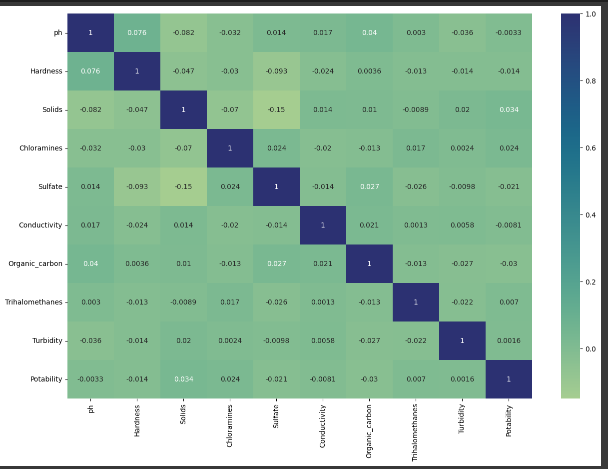 ph 1 0.076 -0.082 -0.032 0.014 0.017 0.04 0.003 -0.036 -0.0033
Hardness 0.076 1 -0.047 -0.03 -0.093 -0.024 0.0036 -0.013 -0.014 -0.014
Solids -0.082 -0.047 1 -0.07 -0.15 0.014 0.01 -0.0089 0.02 0.034
Chloramines -0.032 -0.03 -0.07 1 0.024 -0.02 -0.013 0.017 0.0024 0.024
Sulfate 0.014 -0.093 -0.15 0.024 1 -0.014 0.027 -0.026 -0.0098 -0.021
Conductivity 0.017 -0.024 0.014 -0.02 -0.014 1 0.021 0.0013 0.0058 -0.0081
Organic_carbon 0.04 0.0036 0.01 -0.013 0.027 0.021 1 -0.013 -0.027 -0.03
Trihalomethanes 0.003 -0.013 -0.0089 0.017 -0.026 0.0013 -0.013 1 -0.022 0.007
Turbidity -0.036 -0.014 0.02 0.0024 -0.0098 0.0058 -0.027 -0.022 1 0.0016
Potability -0.0033 -0.014 0.034 0.024 -0.021 -0.0081 -0.03 0.007 0.0016 1
ph Hardness Solids Chloramines Sulfate Conductivity Organic_carbon Trihalomethanes Turbidity Potability
1.0
0.8
0.6
0.4
0.2
0.0